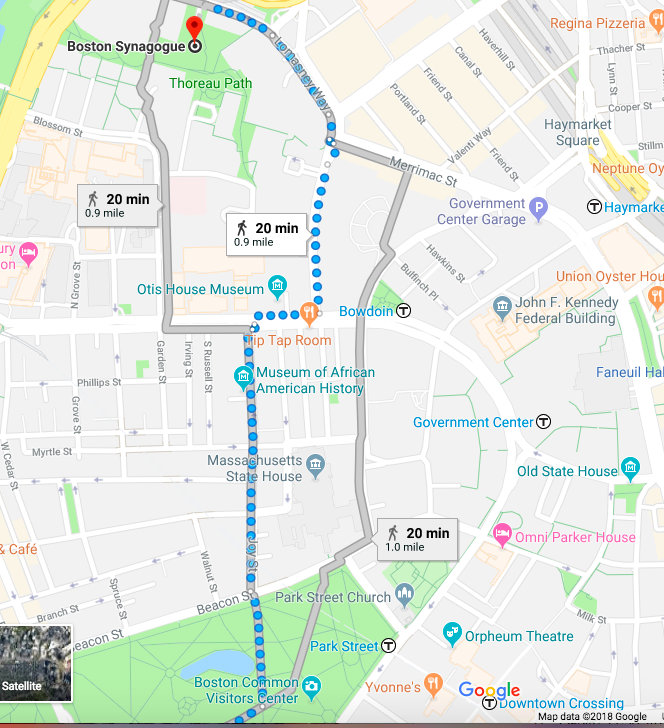 Regina Pizzeria
Boston Synagogue
Thacher St
Lomasney Way
Haverhill St
Canal St
Lynn St
Thoreau Path
Friend St
Portland St
Cooper St
Blossom St
Haymarket
Square
Stillm
Valenti Way
Friend St
Merrimac St
Neptune Oy
20 min
0.9 mile
Government
Center Garage
P
T
Haymarke
20 min
0.9 mile
ury
on
Hawkins St
Bulfinch Pl
N Grove St
Union Oyster Hou
Otis House Museum
Bowdoin
T
John F. Kennedy
Federal Building
Trip Tap Room
Garden St
Irving St
S Russell St
Museum of African
American History
Faneuil Hal
Phillips St
Grove St
Government Center
T
W Cedar St
Myrtle St
Massachusetts
State House
Old State House
20 min
1.0 mile
Omni Parker House
& Café
Joy St
Walnut St
Spruce St
Branch St
Beacon St
Park Street Church
Milk St
eacon St
Orpheum Theatre
Park Street
T
Satellite
Boston Common
Visitors Center
Yvonne's
Google
T
Downtown Crossing
Map data ©2018 Google